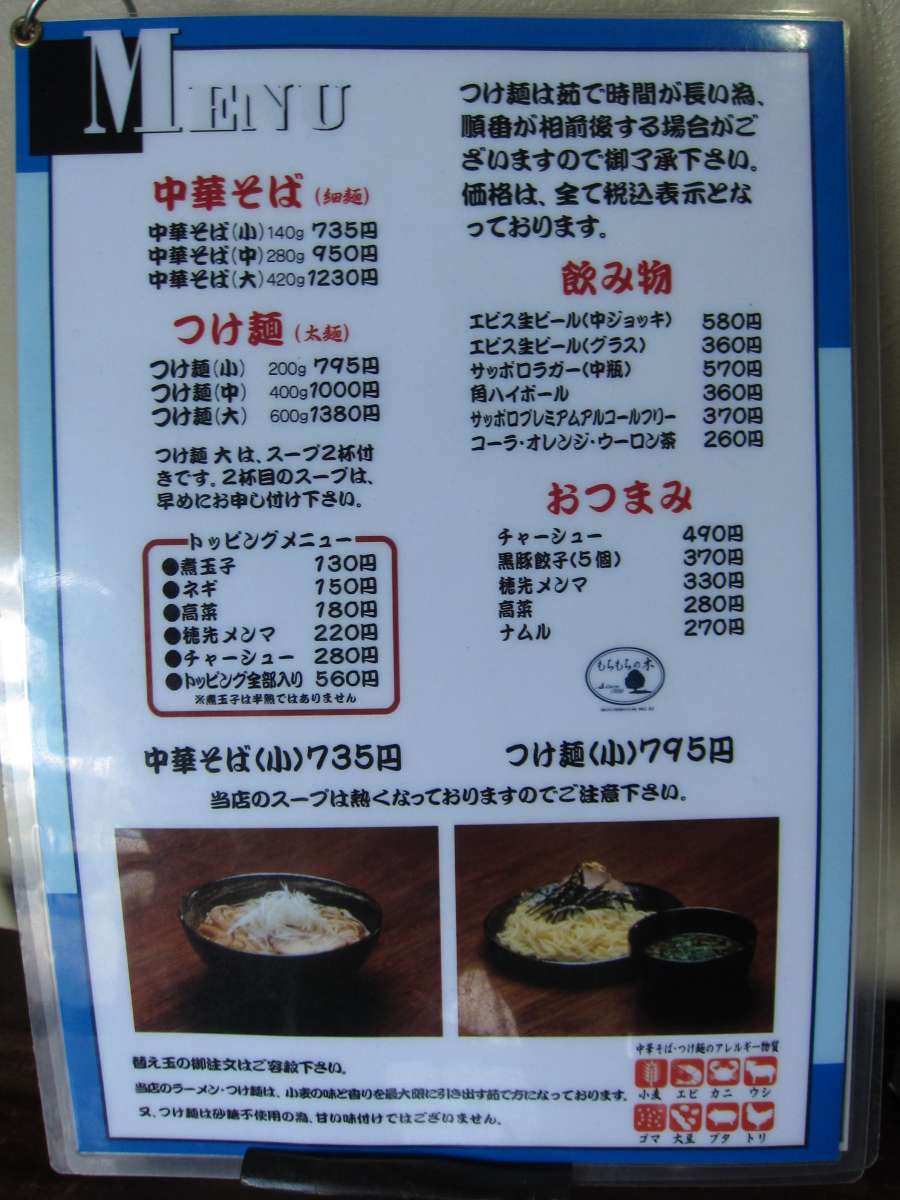 MENU
つけ麺は茹で時間が長い為、
順番が相前後する場合がご
ざいますので御了承下さい。
価格は、全て税込表示とな
っております。
中華そば(細麺)
中華そば(小)140g 735円
中華そば(中)280g 950円
中華そば(大)420g 1230円
つけ麺(太麺)
つけ麺(小) 200g 795円
つけ麺(中) 400g 1000円
つけ麺(大) 600g 1380円
つけ麺 大は、スープ2杯付
きです。2杯目のスープは、
早めにお申し付け下さい。
トッピングメニュー
●煮玉子 130円
●ネギ 150円
●高菜 180円
●穂先メンマ 220円
●チャーシュー 280円
●トッピング全部入り 560円
※煮玉子は半熟ではありません
飲み物
エビス生ビール(中ジョッキ) 580円
エビス生ビール(グラス) 360円
サッポロラガー(中瓶) 570円
角ハイボール 360円
サッポロプレミアムアルコールフリー 370円
コーラ・オレンジ・ウーロン茶 260円
おつまみ
チャーシュー 490円
黒豚餃子(5個) 370円
穂先メンマ 330円
高菜 280円
ナムル 270円
もちもちの木
中華そば(小)735円
つけ麺(小)795円
当店のスープは熱くなっておりますのでご注意下さい。
替え玉の御注文はご容赦下さい。
当店のラーメン・つけ麺は、小麦の味と香りを最大限に引き出す茹で方になっております。
又、つけ麺は砂糖不使用の為、甘い味付けではございません。
中華そば・つけ麺のアレルギー物質
小麦 エビ カニ ウシ
ゴマ 大豆 ブタ トリ